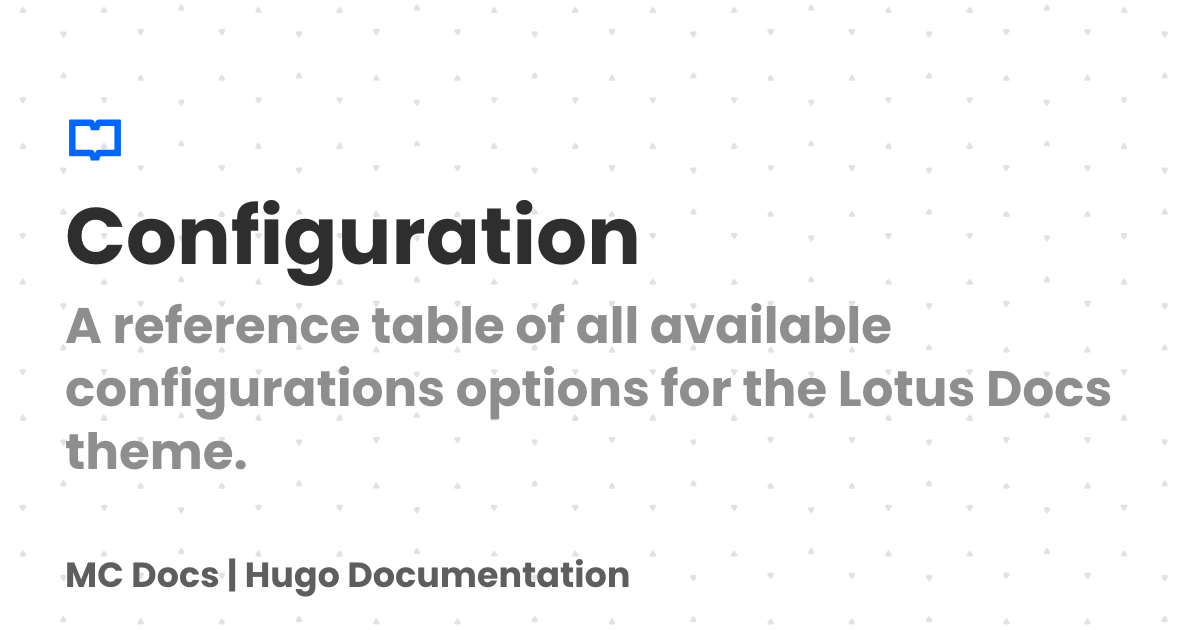 Configuration
A reference table of all available
configurations options for the Lotus Docs
theme.
MC Docs | Hugo Documentation